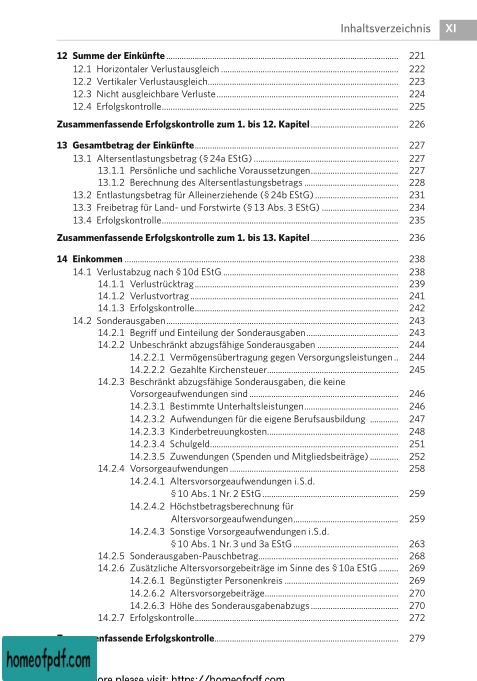 Inhaltsverzeichnis XI
12 Summe der Einkünfte 221
12.1 Horizontaler Verlustausgleich 222
12.2 Vertikaler Verlustausgleich 223
12.3 Nicht ausgleichbare Verluste 224
12.4 Erfolgskontrolle 225
Zusammenfassende Erfolgskontrolle zum 1. bis 12. Kapitel 226
13 Gesamtbetrag der Einkünfte 227
13.1 Altersentlastungsbetrag (§ 24a EStG) 227
13.1.1 Persönliche und sachliche Voraussetzungen 227
13.1.2 Berechnung des Altersentlastungsbetrags 228
13.2 Entlastungsbetrag für Alleinerziehende (§ 24b EStG) 231
13.3 Freibetrag für Land- und Forstwirte (§ 13 Abs. 3 EStG) 234
13.4 Erfolgskontrolle 235
Zusammenfassende Erfolgskontrolle zum 1. bis 13. Kapitel 236
14 Einkommen 238
14.1 Verlustabzug nach § 10d EStG 238
14.1.1 Verlustrücktrag 239
14.1.2 Verlustvortrag 241
14.1.3 Erfolgskontrolle 242
14.2 Sonderausgaben 243
14.2.1 Begriff und Einteilung der Sonderausgaben 243
14.2.2 Unbeschränkt abzugsfähige Sonderausgaben 244
14.2.2.1 Vermögensübertragung gegen Versorgungsleistungen .. 244
14.2.2.2 Gezahlte Kirchensteuer 245
14.2.3 Beschränkt abzugsfähige Sonderausgaben, die keine
Vorsorgeaufwendungen sind 246
14.2.3.1 Bestimmte Unterhaltsleistungen 246
14.2.3.2 Aufwendungen für die eigene Berufsausbildung 247
14.2.3.3 Kinderbetreuungkosten 248
14.2.3.4 Schulgeld 251
14.2.3.5 Zuwendungen (Spenden und Mitgliedsbeiträge) 252
14.2.4 Vorsorgeaufwendungen 258
14.2.4.1 Altersvorsorgeaufwendungen i.S.d.
§ 10 Abs. 1 Nr. 2 EStG 259
14.2.4.2 Höchstbetragsberechnung für
Altersvorsorgeaufwendungen 259
14.2.4.3 Sonstige Vorsorgeaufwendungen i.S.d.
§ 10 Abs. 1 Nr. 3 und 3a EStG 263
14.2.5 Sonderausgaben-Pauschbetrag 268
14.2.6 Zusätzliche Altersvorsorgebeiträge im Sinne des § 10a EStG 269
14.2.6.1 Begünstigter Personenkreis 269
14.2.6.2 Altersvorsorgebeiträge 270
14.2.6.3 Höhe des Sonderausgabenabzugs 270
14.2.7 Erfolgskontrolle 272
Erfolgskontrolle 279
homeofpdf.com
please visit: https://homeofpdf.com